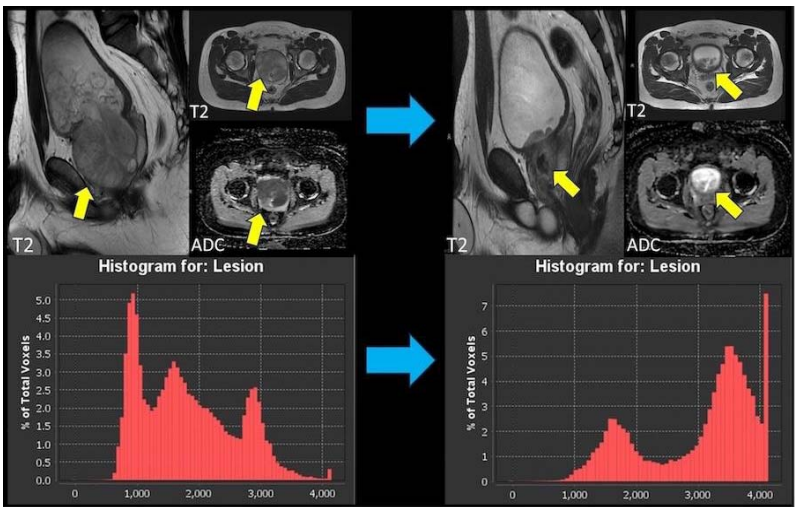 T2
T2
ADC
T2
T2
ADC
Histogram for: Lesion
% of Total Voxels
5.0
4.5
4.0
3.5
3.0
2.5
2.0
1.5
1.0
0.5
0.0
0 1,000 2,000 3,000 4,000
Histogram for: Lesion
% of Total Voxels
7
6
5
4
3
2
1
0
0 1,000 2,000 3,000 4,000